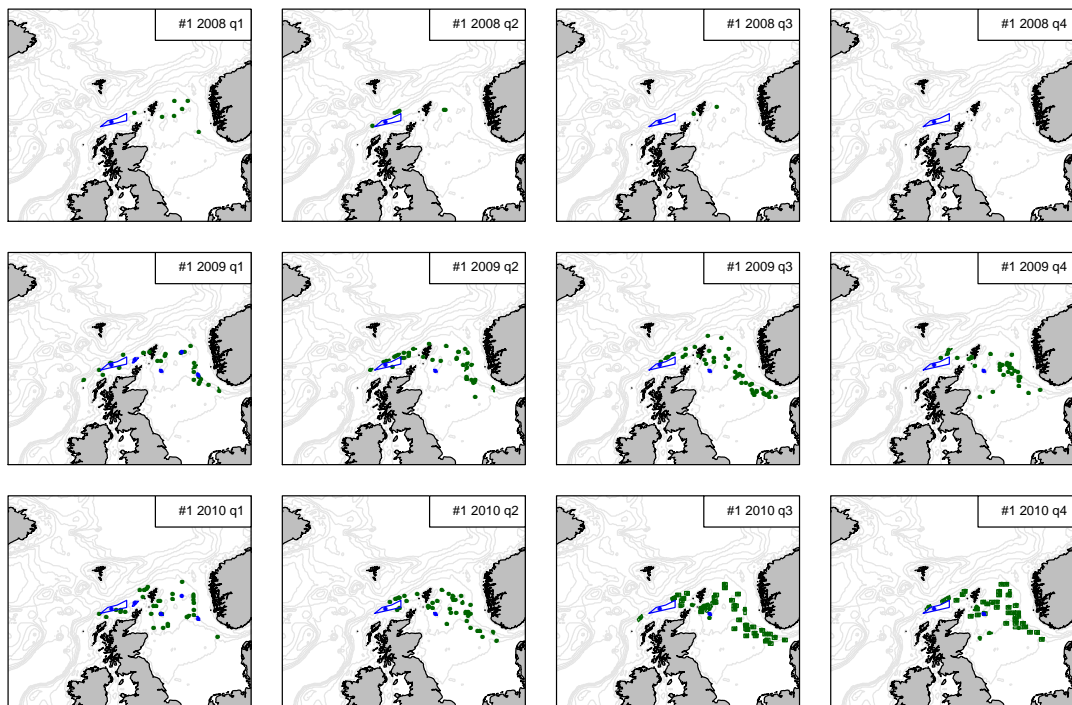 #1 2008 q1
#1 2008 q2
#1 2008 q3
#1 2008 q4
#1 2009 q1
#1 2009 q2
#1 2009 q3
#1 2009 q4
#1 2010 q1
#1 2010 q2
#1 2010 q3
#1 2010 q4